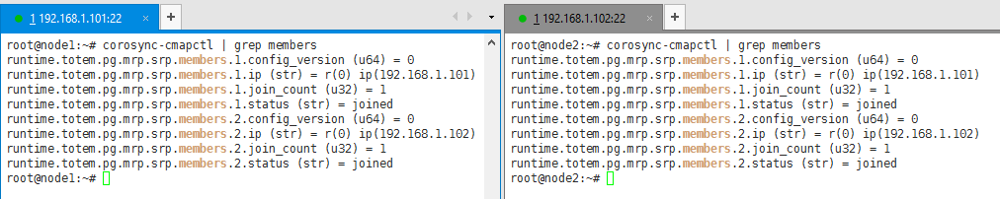 1 192.168.1.101:22
root@node1:~# corosync-cmapctl | grep members
runtime.totem.pg.mrp.srp.members.1.config_version (u64) = 0
runtime.totem.pg.mrp.srp.members.1.ip (str) = r(0) ip(192.168.1.101)
runtime.totem.pg.mrp.srp.members.1.join_count (u32) = 1
runtime.totem.pg.mrp.srp.members.1.status (str) = joined
runtime.totem.pg.mrp.srp.members.2.config_version (u64) = 0
runtime.totem.pg.mrp.srp.members.2.ip (str) = r(0) ip(192.168.1.102)
runtime.totem.pg.mrp.srp.members.2.join_count (u32) = 1
runtime.totem.pg.mrp.srp.members.2.status (str) = joined
root@node1:~#
1 192.168.1.102:22
root@node2:~# corosync-cmapctl | grep members
runtime.totem.pg.mrp.srp.members.1.config_version (u64) = 0
runtime.totem.pg.mrp.srp.members.1.ip (str) = r(0) ip(192.168.1.101)
runtime.totem.pg.mrp.srp.members.1.join_count (u32) = 1
runtime.totem.pg.mrp.srp.members.1.status (str) = joined
runtime.totem.pg.mrp.srp.members.2.config_version (u64) = 0
runtime.totem.pg.mrp.srp.members.2.ip (str) = r(0) ip(192.168.1.102)
runtime.totem.pg.mrp.srp.members.2.join_count (u32) = 1
runtime.totem.pg.mrp.srp.members.2.status (str) = joined
root@node2:~#